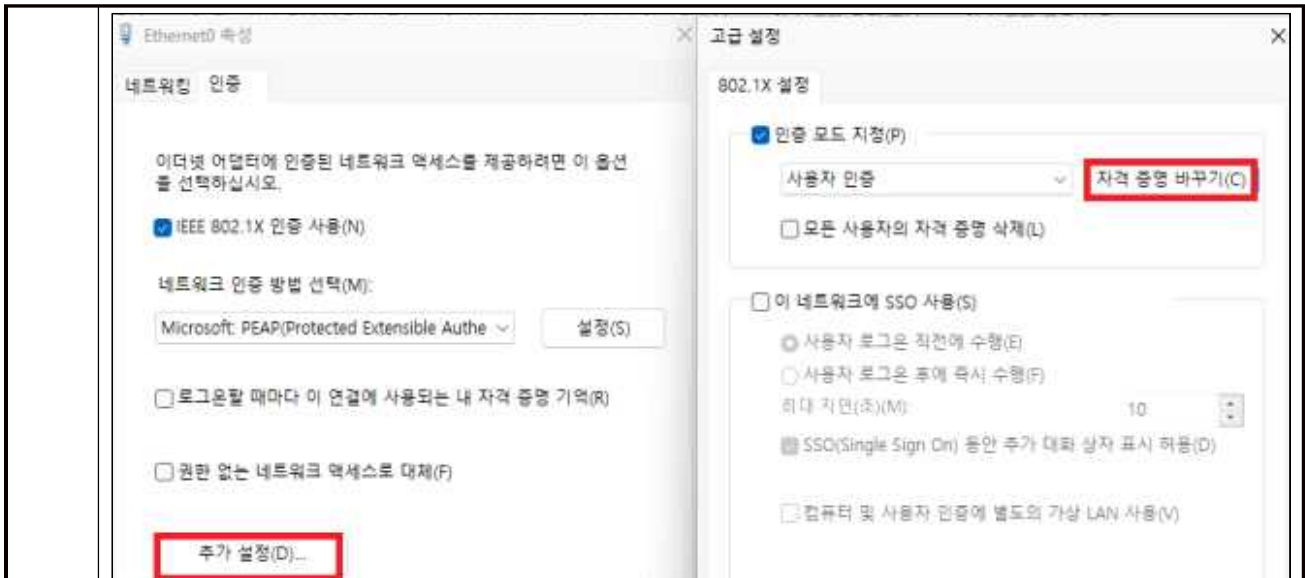 Ethernet0 속성
네트워킹 인증
이더넷 어댑터에 인증된 네트워크 액세스를 제공하려면 이 옵션
을 선택하십시오.
IEEE 802.1X 인증 사용(N)
네트워크 인증 방법 선택(M):
Microsoft: PEAP(Protected Extensible Authe
설정(S)
로그온할 때마다 이 연결에 사용되는 내 자격 증명 기억(R)
권한 없는 네트워크 액세스로 대체(F)
추가 설정(D)...
고급 설정
802.1X 설정
인증 모드 지정(P)
사용자 인증
자격 증명 바꾸기(C)
모든 사용자의 자격 증명 삭제(L)
이 네트워크에 SSO 사용(S)
사용자 로그온 직전에 수행(E)
사용자 로그온 후에 즉시 수행(F)
최대 지연(초)(M):
10
SSO(Single Sign On) 동안 추가 대화 상자 표시 허용(D)
컴퓨터 및 사용자 인증에 별도의 가상 LAN 사용(V)